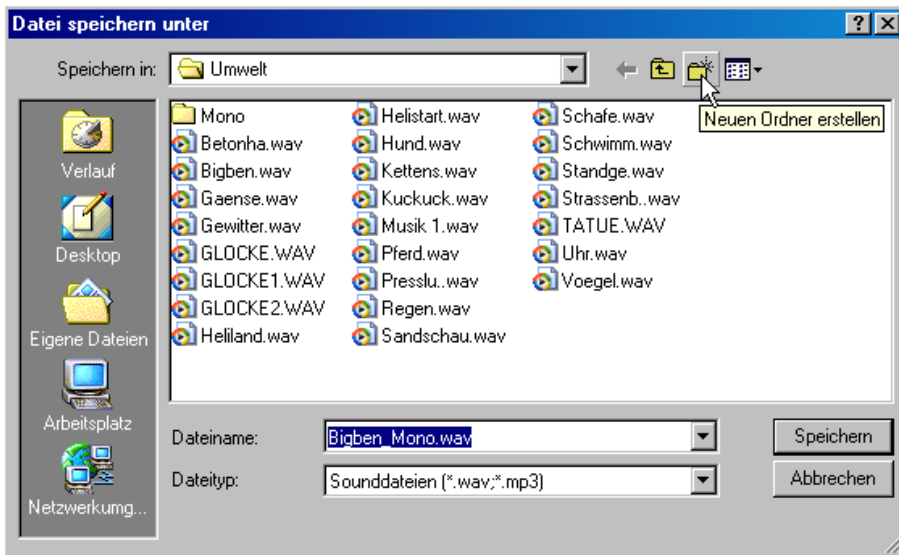 Datei speichern unter
Speichern in:
Umwelt
Neuen Ordner erstellen
Verlauf
Desktop
Eigene Dateien
Arbeitsplatz
Netzwerkumg...
Mono
Betonha.wav
Bigben.wav
Gaense.wav
Gewitter.wav
GLOCKE.WAV
GLOCKE1.WAV
GLOCKE2.WAV
Heliland.wav
Helistart.wav
Hund.wav
Kettens.wav
Kuckuck.wav
Musik 1.wav
Pferd.wav
Presslu..wav
Regen.wav
Sandschau.wav
Schafe.wav
Schwimm.wav
Standge.wav
Strassenb..wav
TATUE.WAV
Uhr.wav
Voegel.wav
Dateiname:
Bigben_Mono.wav
Speichern
Dateityp:
Sounddateien (*.wav;*.mp3)
Abbrechen